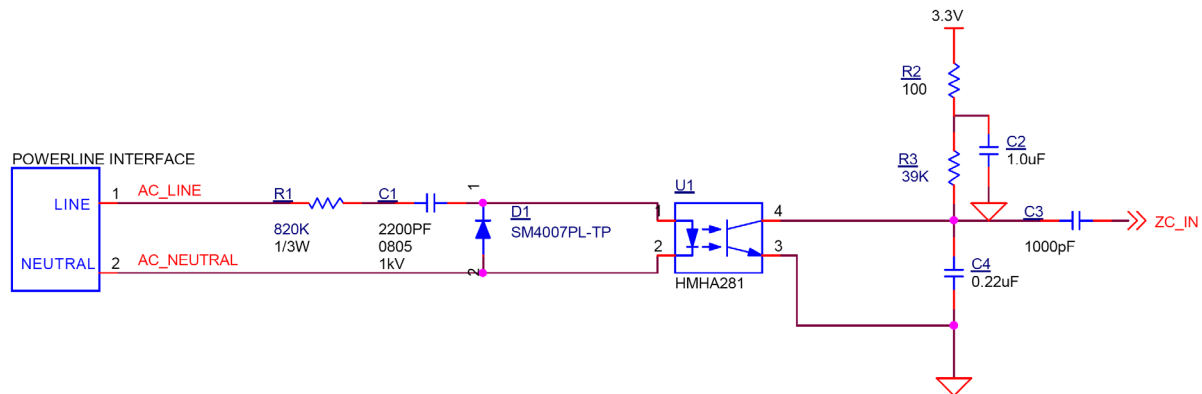 3.3V
R2
100
C2
1.0uF
R3
39K
POWERLINE INTERFACE
LINE
1
AC_LINE
NEUTRAL
2
AC_NEUTRAL
R1
820K
1/3W
C1
2200PF
0805
1kV
1
D1
SM4007PL-TP
2
U1
1
2
4
3
HMHA281
C3
1000pF
ZC_IN
C4
0.22uF